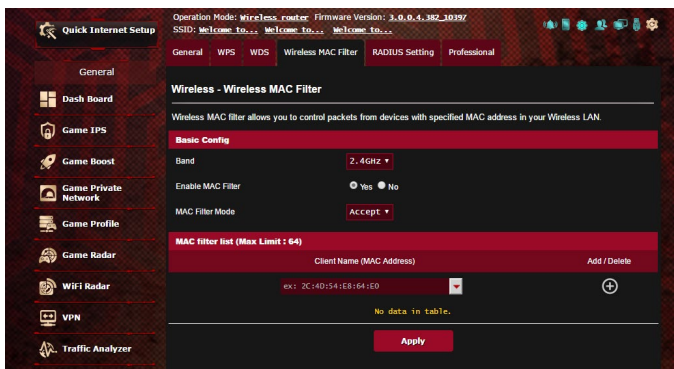 Quick Internet Setup
Operation Mode: Wireless router Firmware Version: 3.0.0.4.382_10397
SSID: Welcome to... Welcome to... Welcome to...
General WPS WDS Wireless MAC Filter RADIUS Setting Professional
General
Dash Board
Game IPS
Game Boost
Game Private
Network
Game Profile
Game Radar
WiFi Radar
VPN
Traffic Analyzer
Wireless - Wireless MAC Filter
Wireless MAC filter allows you to control packets from devices with specified MAC address in your Wireless LAN.
Basic Config
Band 2.4GHz
Enable MAC Filter Yes No
MAC Filter Mode Accept
MAC filter list (Max Limit : 64)
Client Name (MAC Address) Add / Delete
ex: 2C:4D:54:E8:64:E0
No data in table.
Apply